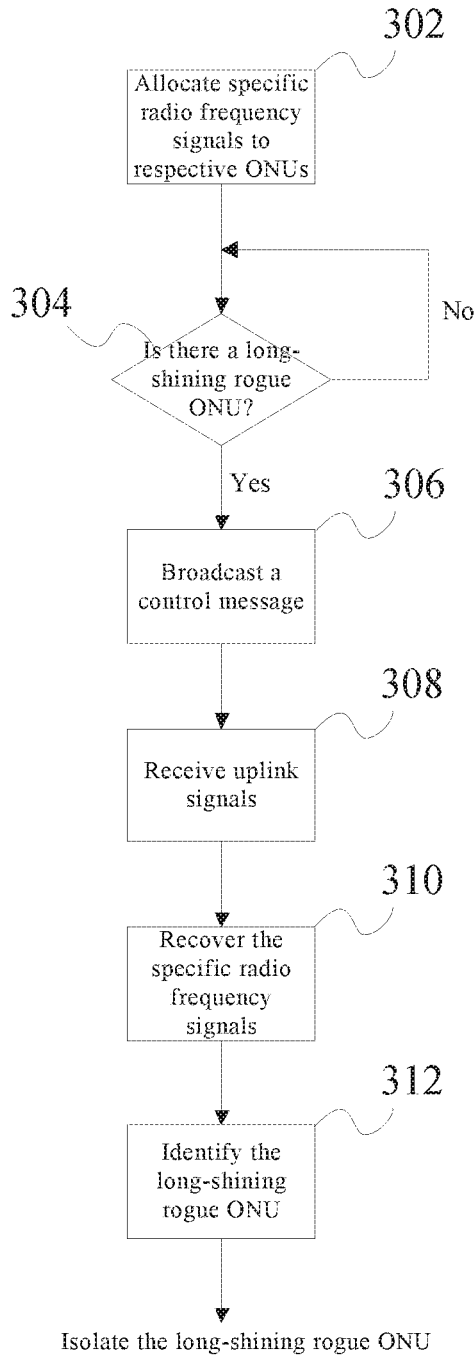 302
Allocate specific
radio frequency
signals to
respective ONUs
No
304
Is there a long-
shining rogue
ONU?
Yes
306
Broadcast a
control message
308
Receive uplink
signals
310
Recover the
specific radio
frequency
signals
312
Identify the
long-shining
rogue ONU
Isolate the long-shining rogue ONU